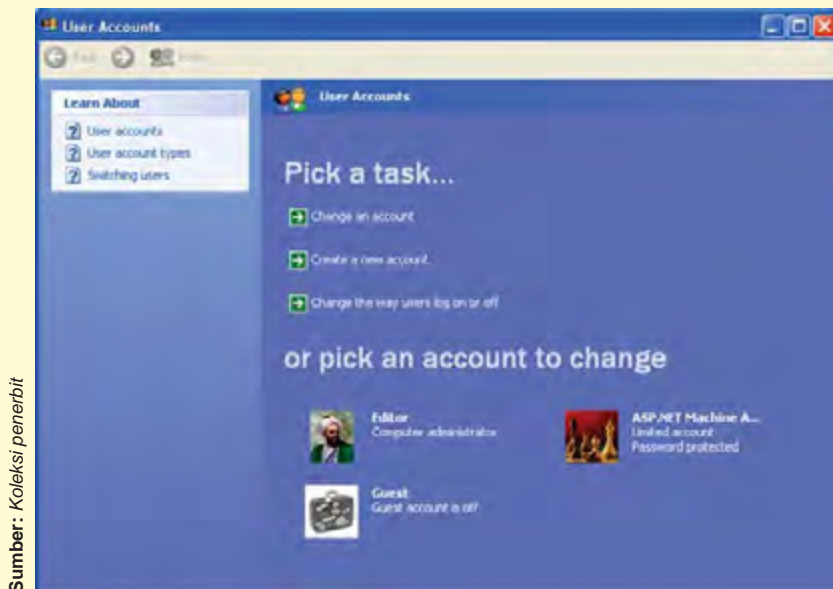 User Accounts
Learn About
User accounts
User account types
Switching users
User Accounts
Pick a task...
Change an account
Create a new account
Change the way users log on or off
or pick an account to change
Editor
Computer administrator
ASP.NET Machine A...
Limited account
Password protected
Guest
Guest account is off
Sumber: Koleksi penerbit